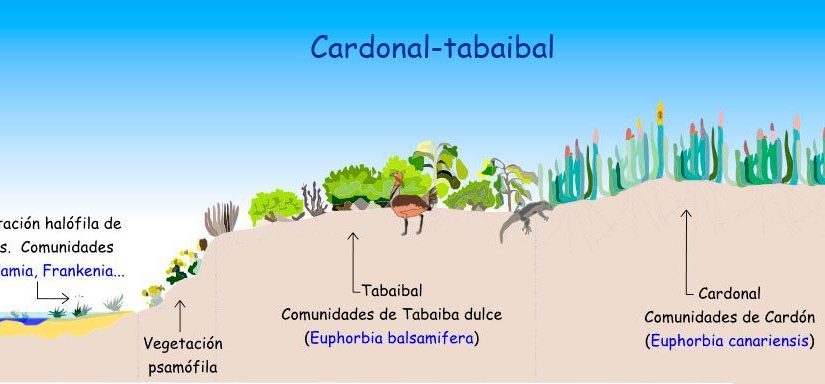 Cardonal-tabaibal
ración halófila de
s. Comunidades
amia, Frankenia...
Vegetación
psamófila
Tabaibal
Comunidades de Tabaiba dulce
(Euphorbia balsamifera)
Cardonal
Comunidades de Cardón
(Euphorbia canariensis)